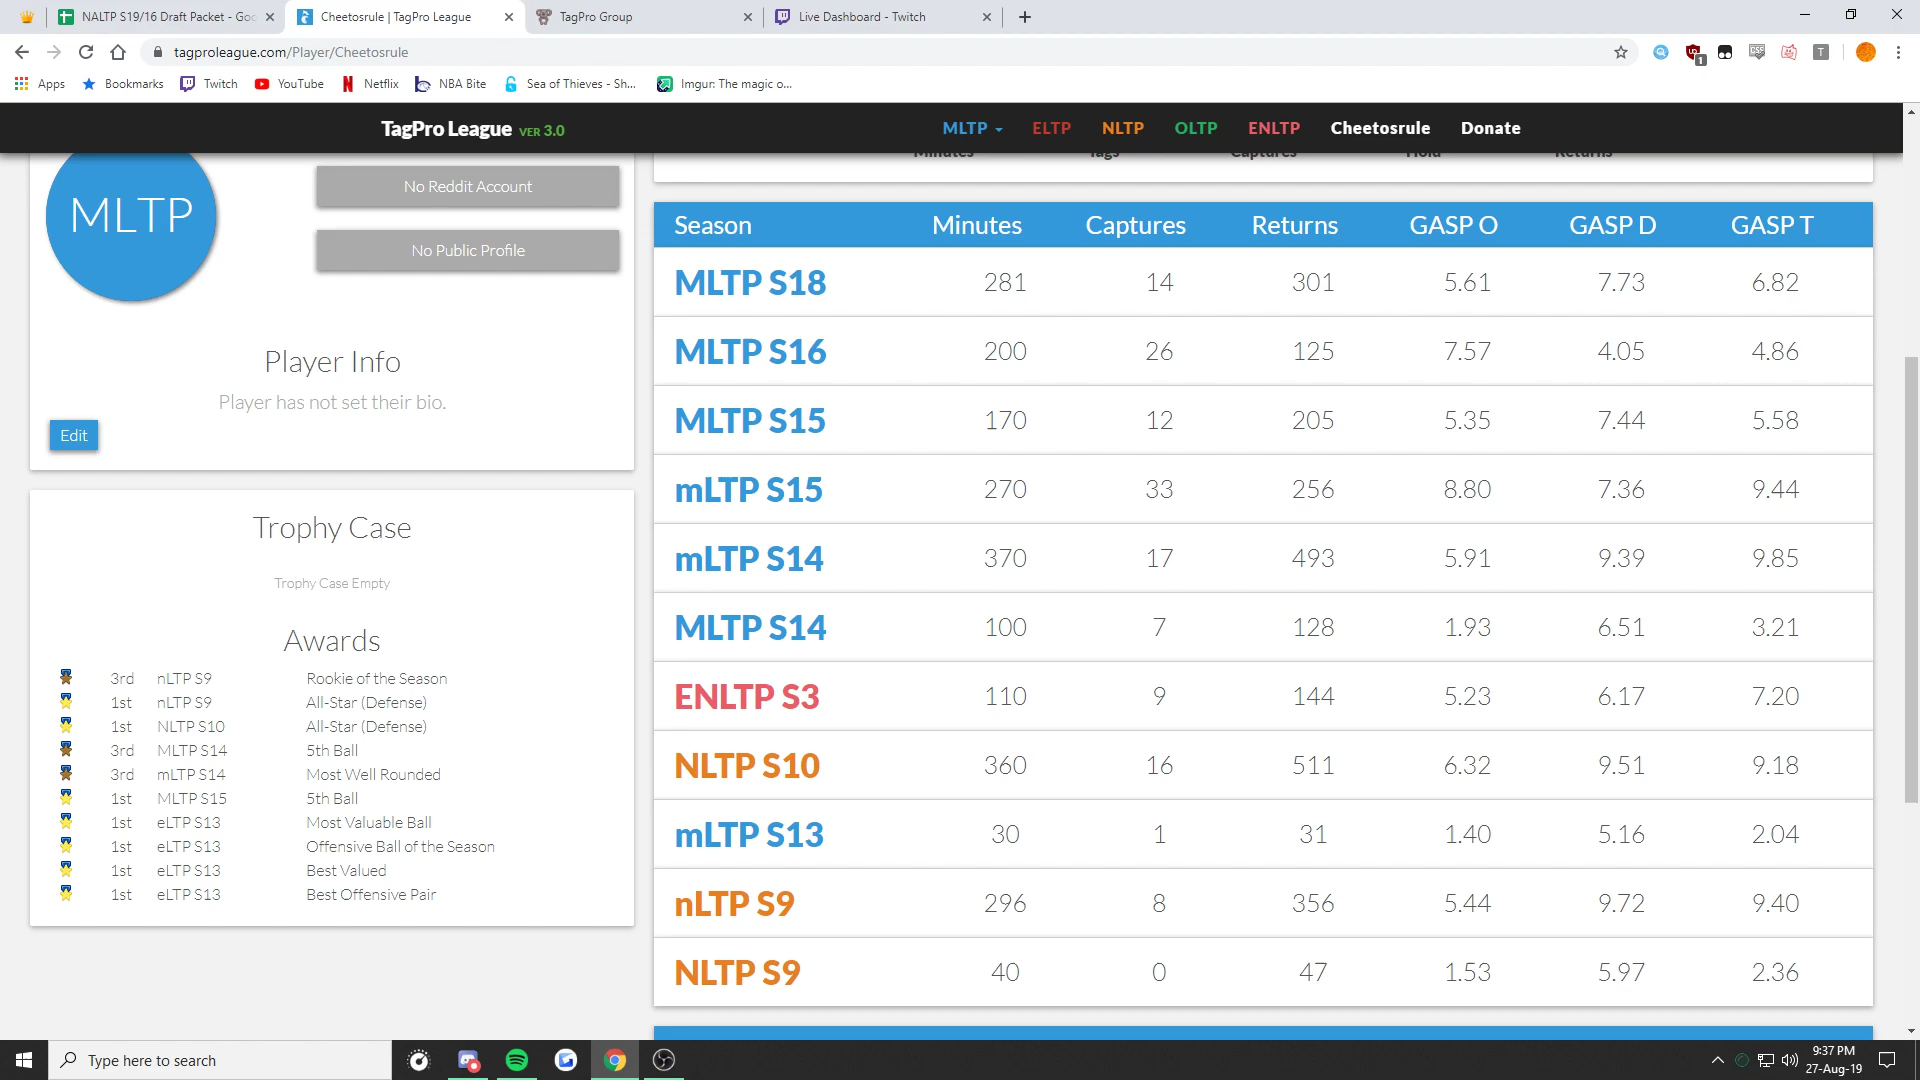 NALTP S19/16 Draft Packet - Goo
Cheetosrule | TagPro League
TagPro Group
Live Dashboard - Twitch
tagproleague.com/Player/Cheetosrule
Apps
Bookmarks
Twitch
YouTube
Netflix
NBA Bite
Sea of Thieves - Sh...
Imgur: The magic o...
TagPro League VER 3.0
MLTP
ELTP
NLTP
OLTP
ENLTP
Cheetosrule
Donate
Minutes Tags Captures Hold Returns
MLTP
No Reddit Account
No Public Profile
Player Info
Player has not set their bio.
Edit
Trophy Case
Trophy Case Empty
Awards
3rd nLTP S9 Rookie of the Season
1st nLTP S9 All-Star (Defense)
1st NLTP S10 All-Star (Defense)
3rd MLTP S14 5th Ball
3rd mLTP S14 Most Well Rounded
1st MLTP S15 5th Ball
1st eLTP S13 Most Valuable Ball
1st eLTP S13 Offensive Ball of the Season
1st eLTP S13 Best Valued
1st eLTP S13 Best Offensive Pair
Season Minutes Captures Returns GASP O GASP D GASP T
MLTP S18 281 14 301 5.61 7.73 6.82
MLTP S16 200 26 125 7.57 4.05 4.86
MLTP S15 170 12 205 5.35 7.44 5.58
mLTP S15 270 33 256 8.80 7.36 9.44
mLTP S14 370 17 493 5.91 9.39 9.85
MLTP S14 100 7 128 1.93 6.51 3.21
ENLTP S3 110 9 144 5.23 6.17 7.20
NLTP S10 360 16 511 6.32 9.51 9.18
mLTP S13 30 1 31 1.40 5.16 2.04
nLTP S9 296 8 356 5.44 9.72 9.40
NLTP S9 40 0 47 1.53 5.97 2.36
Type here to search
9:37 PM
27-Aug-19